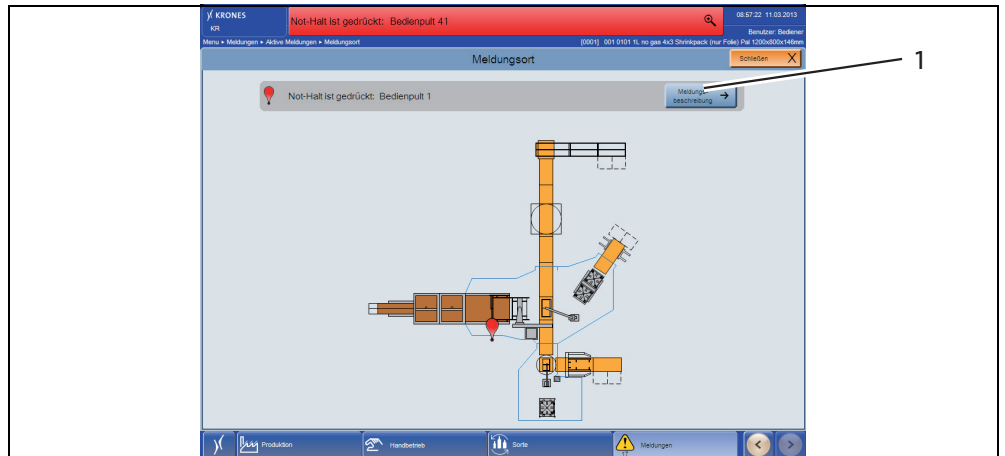 KRONES
KR
Not-Halt ist gedrückt: Bedienpult 41
08:57:22 11.03.2013
Benutzer: Bediener
Menu ▸ Meldungen ▸ Aktive Meldungen ▸ Meldungsort
[0001] 001 0101 1L no gas 4x3 Shrinkpack (nur Folie) Pal 1200x800x146mm
Meldungsort
Schließen X
1
Not-Halt ist gedrückt: Bedienpult 1
Meldungs-
beschreibung
Produktion
Handbetrieb
Sorte
Meldungen
17